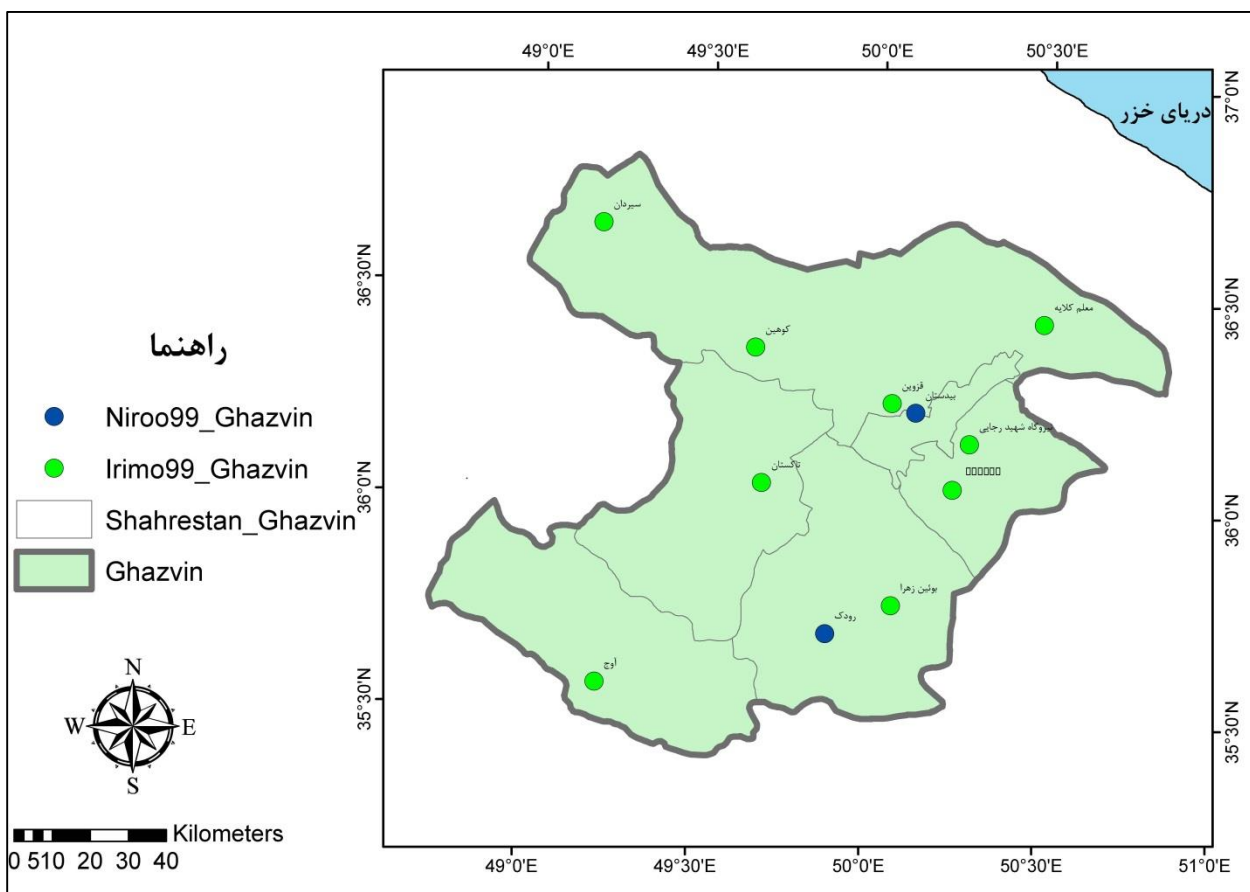 49°0'E 49°30'E 50°0'E 50°30'E
37°0'N
دریای خزر
سیردان
36°30'N
36°30'N
معلم کلایه
کوهین
راهنما
قزوین
بیدستان
Niroo99_Ghazvin
نیروگاه شهید رجایی
Irimo99_Ghazvin
تاکستان
36°0'N
36°0'N
Shahrestan_Ghazvin
Ghazvin
بوئین زهرا
رودک
آوج
N
W E
S
35°30'N
35°30'N
Kilometers
0 510 20 30 40
49°0'E 49°30'E 50°0'E 50°30'E 51°0'E